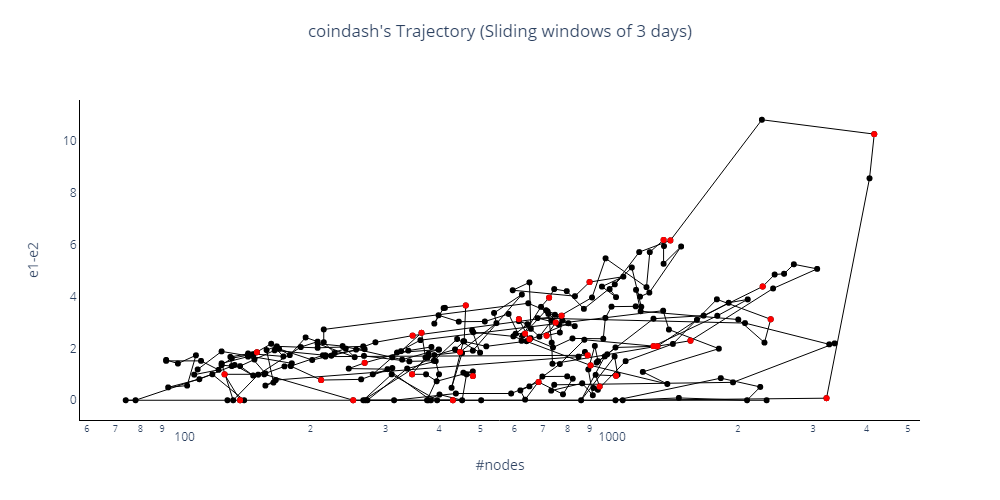 coindash's Trajectory (Sliding windows of 3 days)
e1-e2
10
8
6
4
2
0
6 7 8 9 100 2 3 4 5 6 7 8 9 1000 2 3 4 5
#nodes